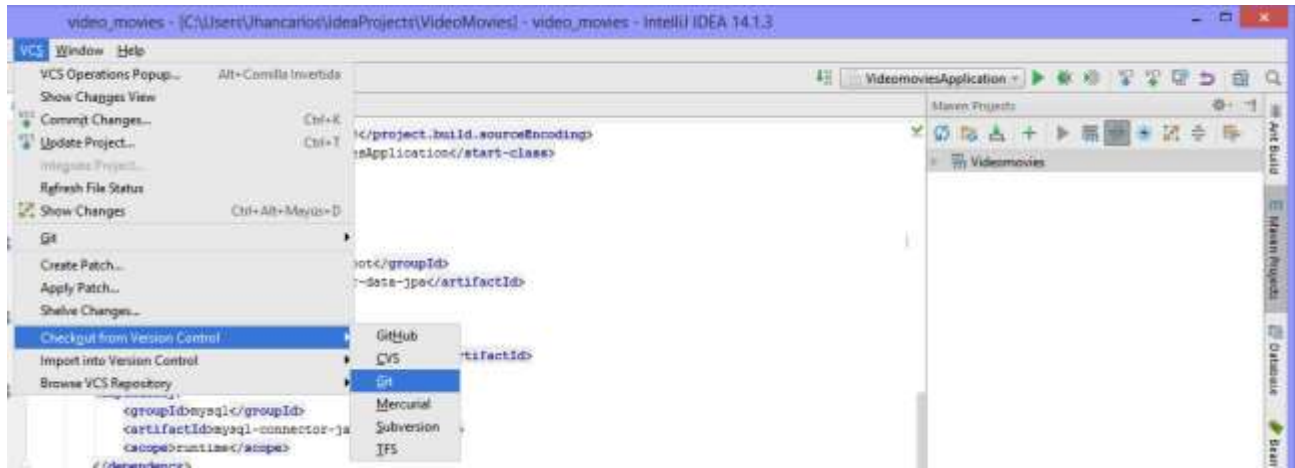 video_movies - [C:\Users\Jhancarlos\IdeaProjects\VideoMovies] - video_movies - IntelliJ IDEA 14.1.3
VCS Window Help
VCS Operations Popup... Alt+Comilla Invertida
VideomoviesApplication
Show Changes View
Maven Projects
Commit Changes... Ctrl+K
</project.build.sourceEncoding>
Update Project... Ctrl+T
esApplication</start-class>
Integrate Project...
Videomovies
Refresh File Status
Show Changes Ctrl+Alt+Mayús+D
Git
Create Patch...
oot</groupId>
Apply Patch...
r-data-jpa</artifactId>
Shelve Changes...
Checkout from Version Control
GitHub
Import into Version Control
CVS
tifactId>
Browse VCS Repository
Git
Mercurial
<groupId>mysql</groupId>
Subversion
<artifactId>mysql-connector-ja
TFS
<scope>runtime</scope>
</dependency>
Ant Build
Maven Projects
Database
Bean